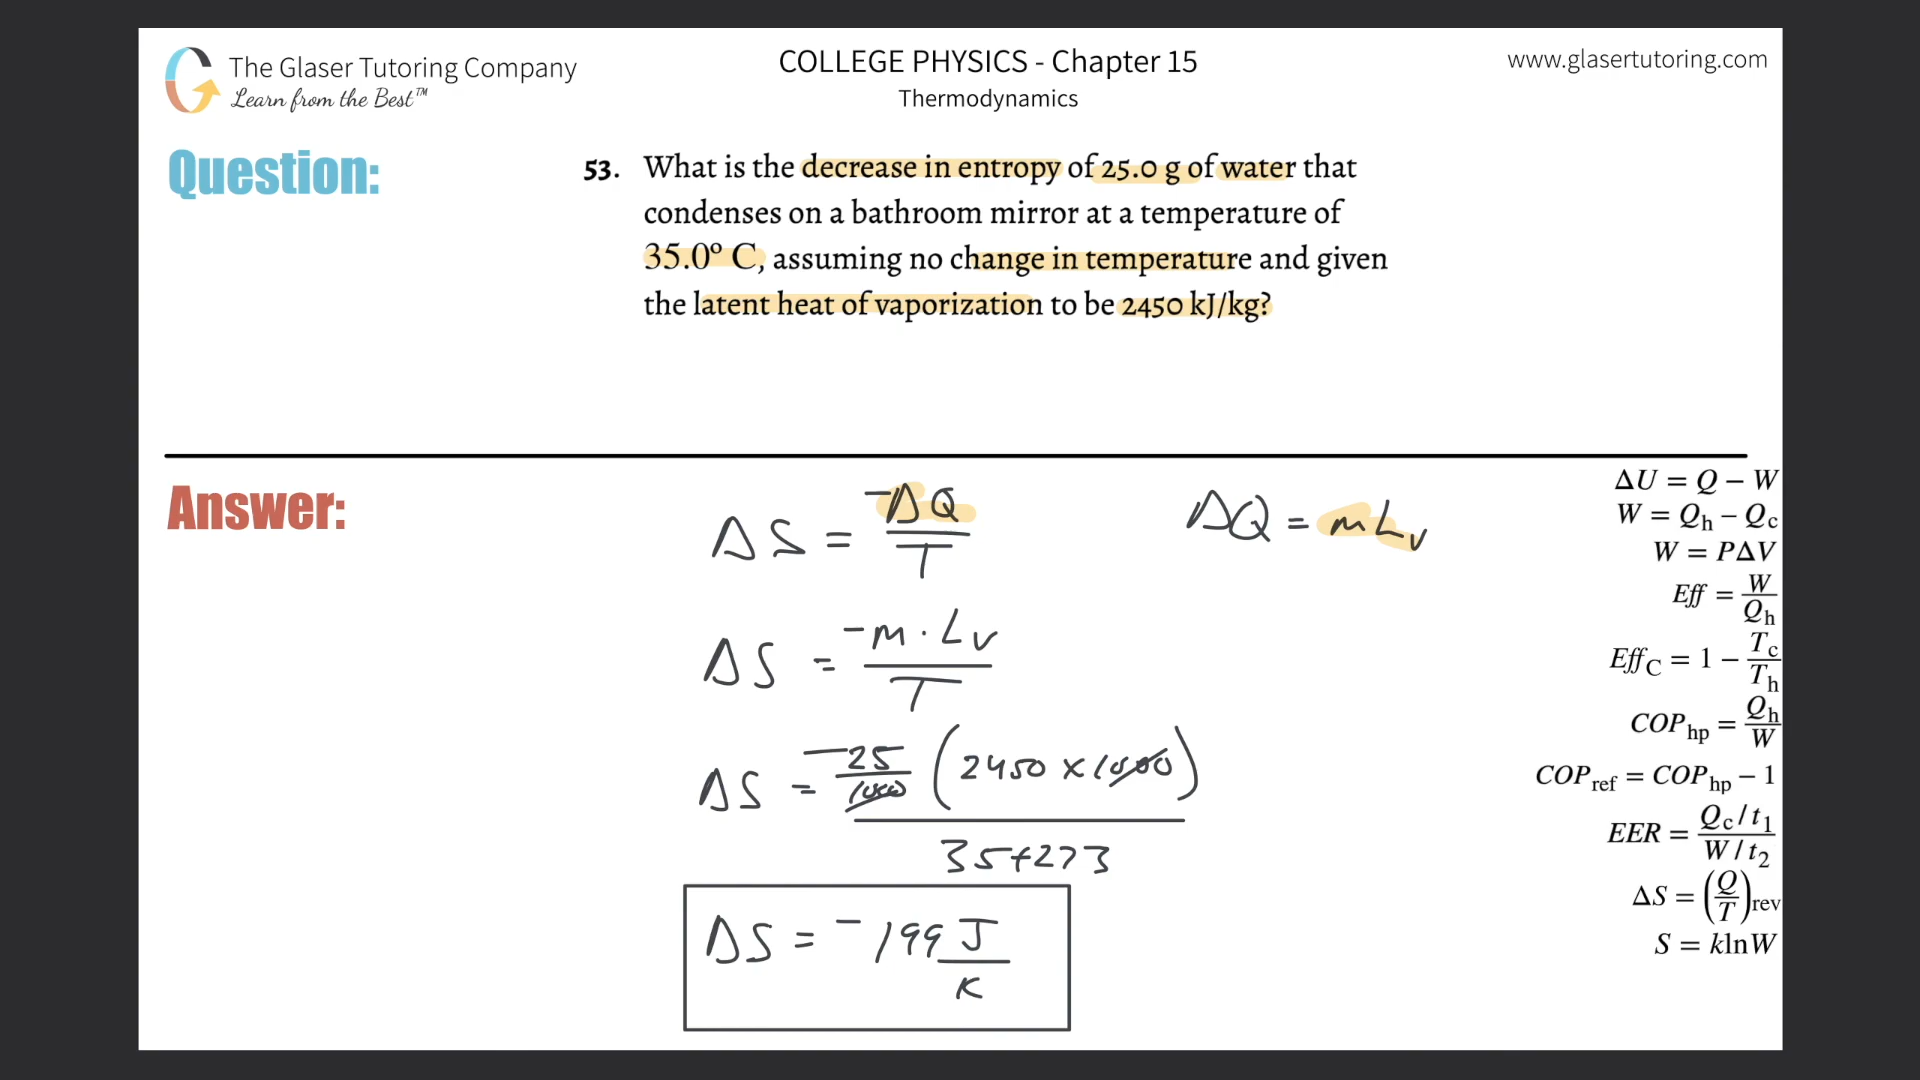 The Glaser Tutoring Company
Learn from the Best™
COLLEGE PHYSICS - Chapter 15
Thermodynamics
www.glasertutoring.com
Question:
53. What is the decrease in entropy of 25.0 g of water that
condenses on a bathroom mirror at a temperature of
35.0º C, assuming no change in temperature and given
the latent heat of vaporization to be 2450 kJ/kg?
Answer:
ΔS = -ΔQ / T
ΔQ = mLv
ΔS = -m · Lv / T
ΔS = -25/1000 (2450 x 1000) / 35+273
ΔS = -199 J/K
ΔU = Q − W
W = Qh − Qc
W = PΔV
Eff = W/Qh
EffC = 1 − Tc/Th
COPhp = Qh/W
COPref = COPhp − 1
EER = Qc/t1 / W/t2
ΔS = (Q/T)rev
S = klnW